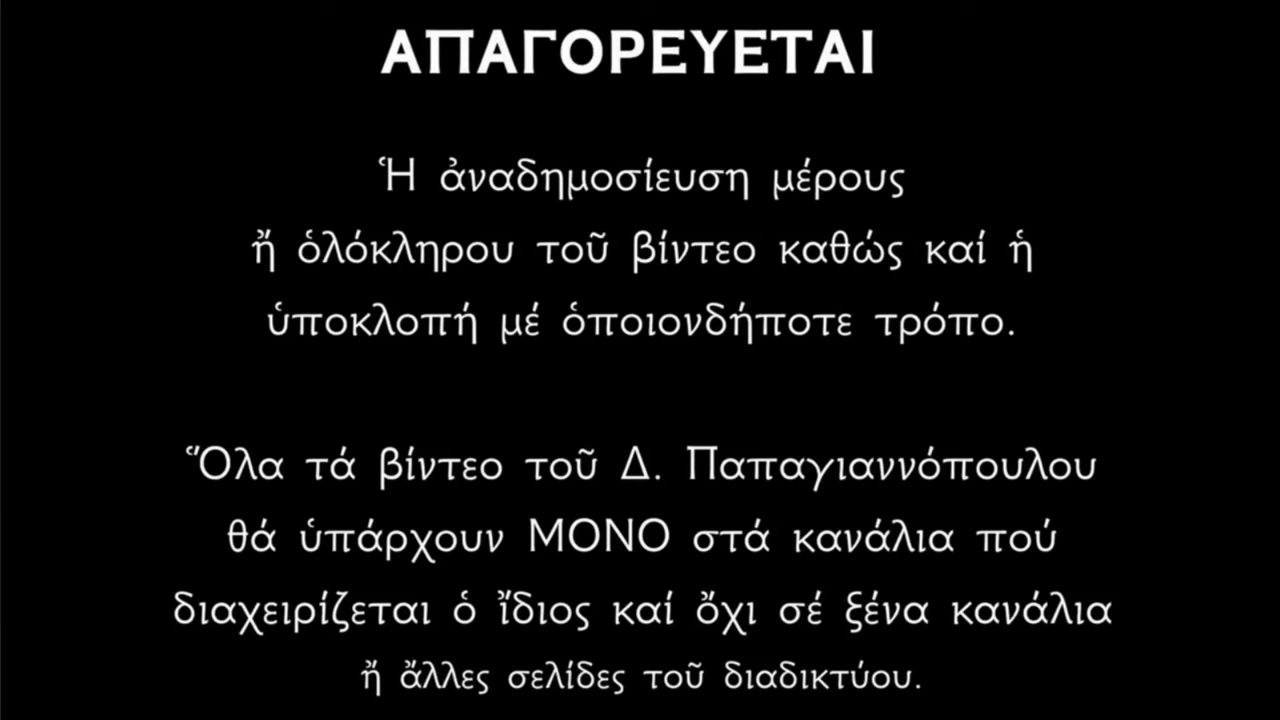 ΑΠΑΓΟΡΕΥΕΤΑΙ
Ἡ ἀναδημοσίευση μέρους
ἤ ὁλόκληρου τοῦ βίντεο καθώς καί ἡ
ὑποκλοπή μέ ὁποιονδήποτε τρόπο.
Ὅλα τά βίντεο τοῦ Δ. Παπαγιαννόπουλου
θά ὑπάρχουν ΜΟΝΟ στά κανάλια πού
διαχειρίζεται ὁ ἴδιος καί ὄχι σέ ξένα κανάλια
ἤ ἄλλες σελίδες τοῦ διαδικτύου.